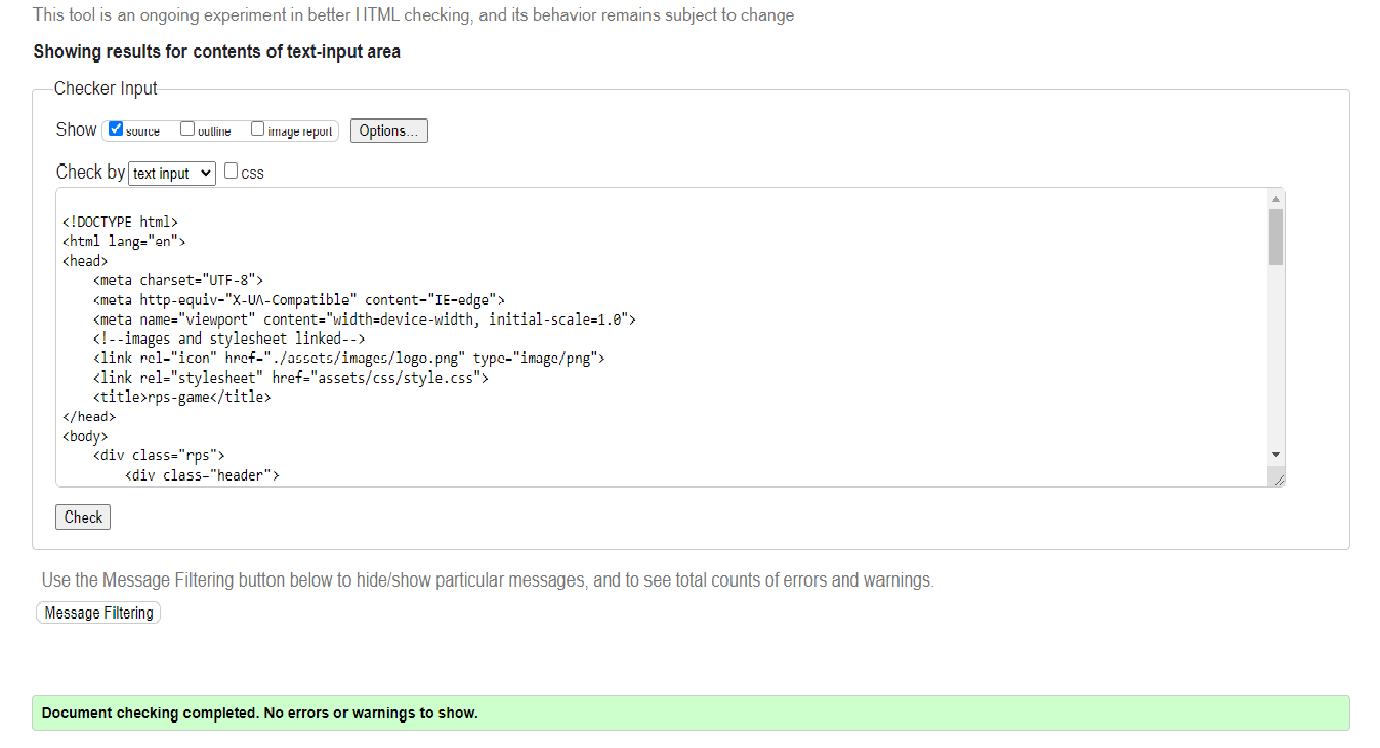 This tool is an ongoing experiment in better HTML checking, and its behavior remains subject to change
Showing results for contents of text-input area
Checker Input
Show source outline image report Options...
Check by text input css
<!DOCTYPE html>
<html lang="en">
<head>
    <meta charset="UTF-8">
    <meta http-equiv="X-UA-Compatible" content="IE=edge">
    <meta name="viewport" content="width=device-width, initial-scale=1.0">
    <!--images and stylesheet linked-->
    <link rel="icon" href="./assets/images/logo.png" type="image/png">
    <link rel="stylesheet" href="assets/css/style.css">
    <title>rps-game</title>
</head>
<body>
    <div class="rps">
        <div class="header">
Check
Use the Message Filtering button below to hide/show particular messages, and to see total counts of errors and warnings.
Message Filtering
Document checking completed. No errors or warnings to show.